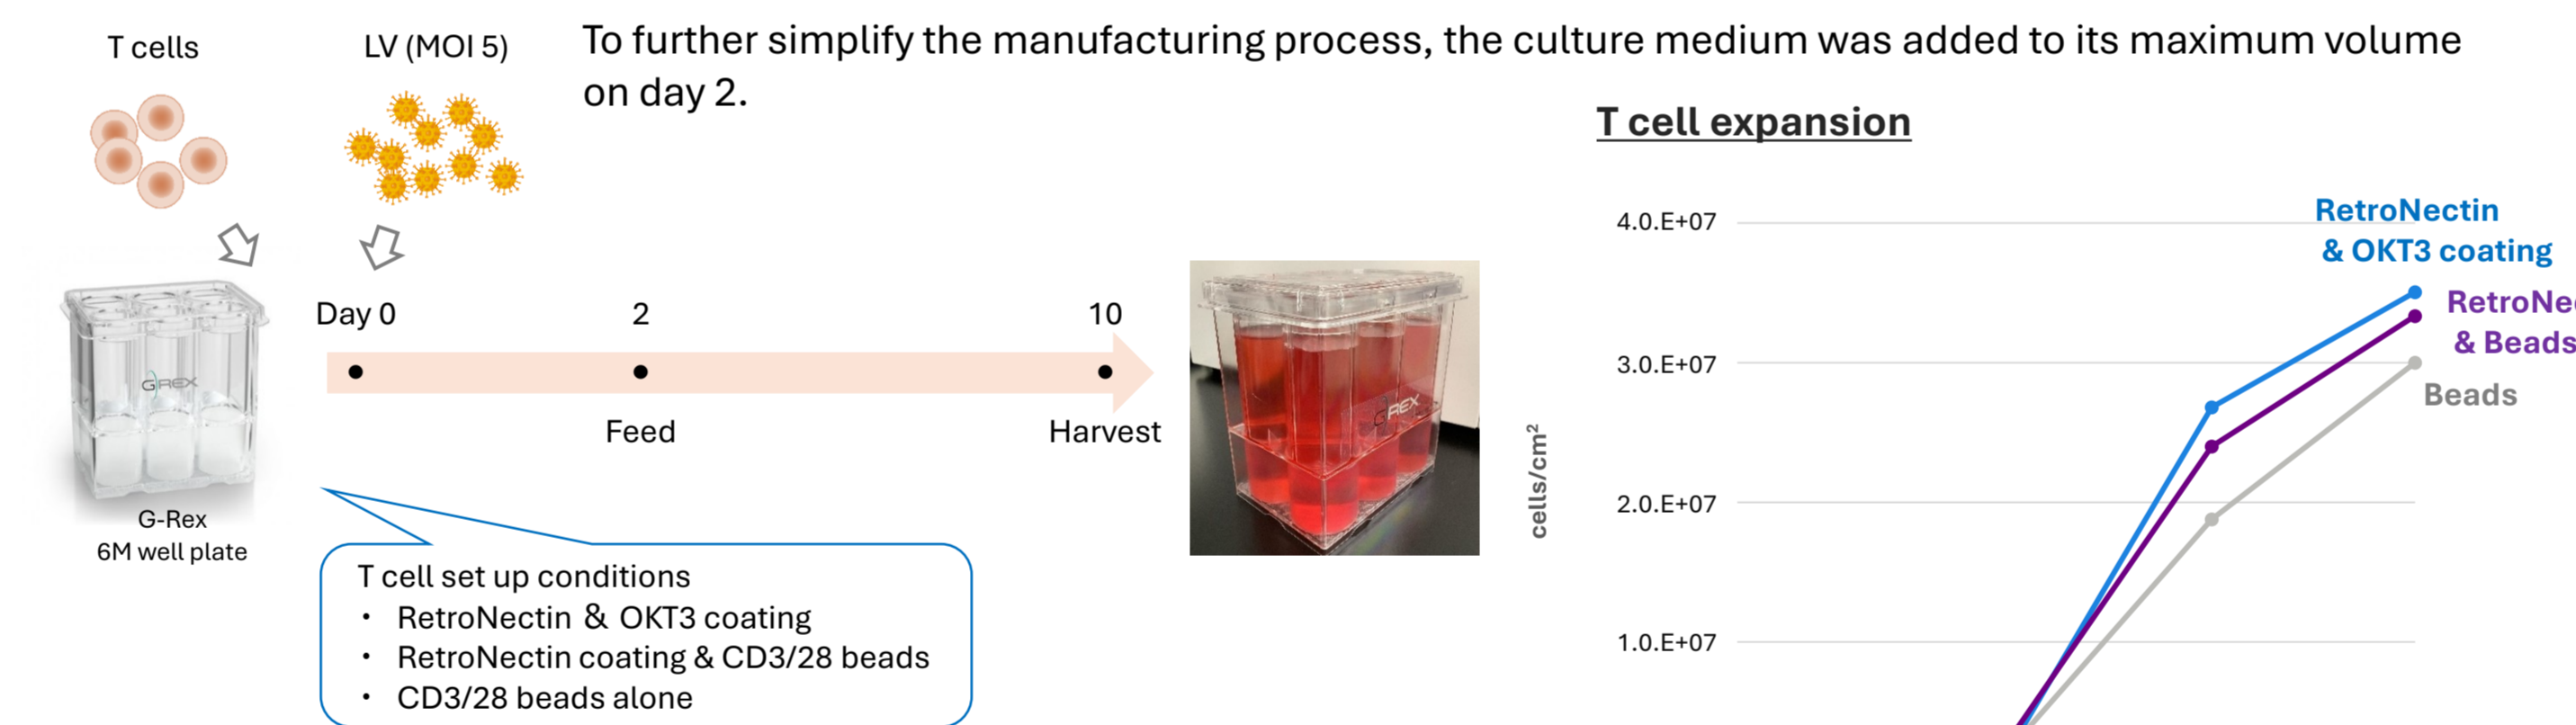 T cells
LV (MOI 5)
To further simplify the manufacturing process, the culture medium was added to its maximum volume
on day 2.
G-REX
G-Rex
6M well plate
Day 0
2
10
Feed
Harvest
G-REX
T cell set up conditions
・ RetroNectin & OKT3 coating
・ RetroNectin coating & CD3/28 beads
・ CD3/28 beads alone
T cell expansion
cells/cm²
4.0.E+07
3.0.E+07
2.0.E+07
1.0.E+07
RetroNectin
& OKT3 coating
& Beads
Beads